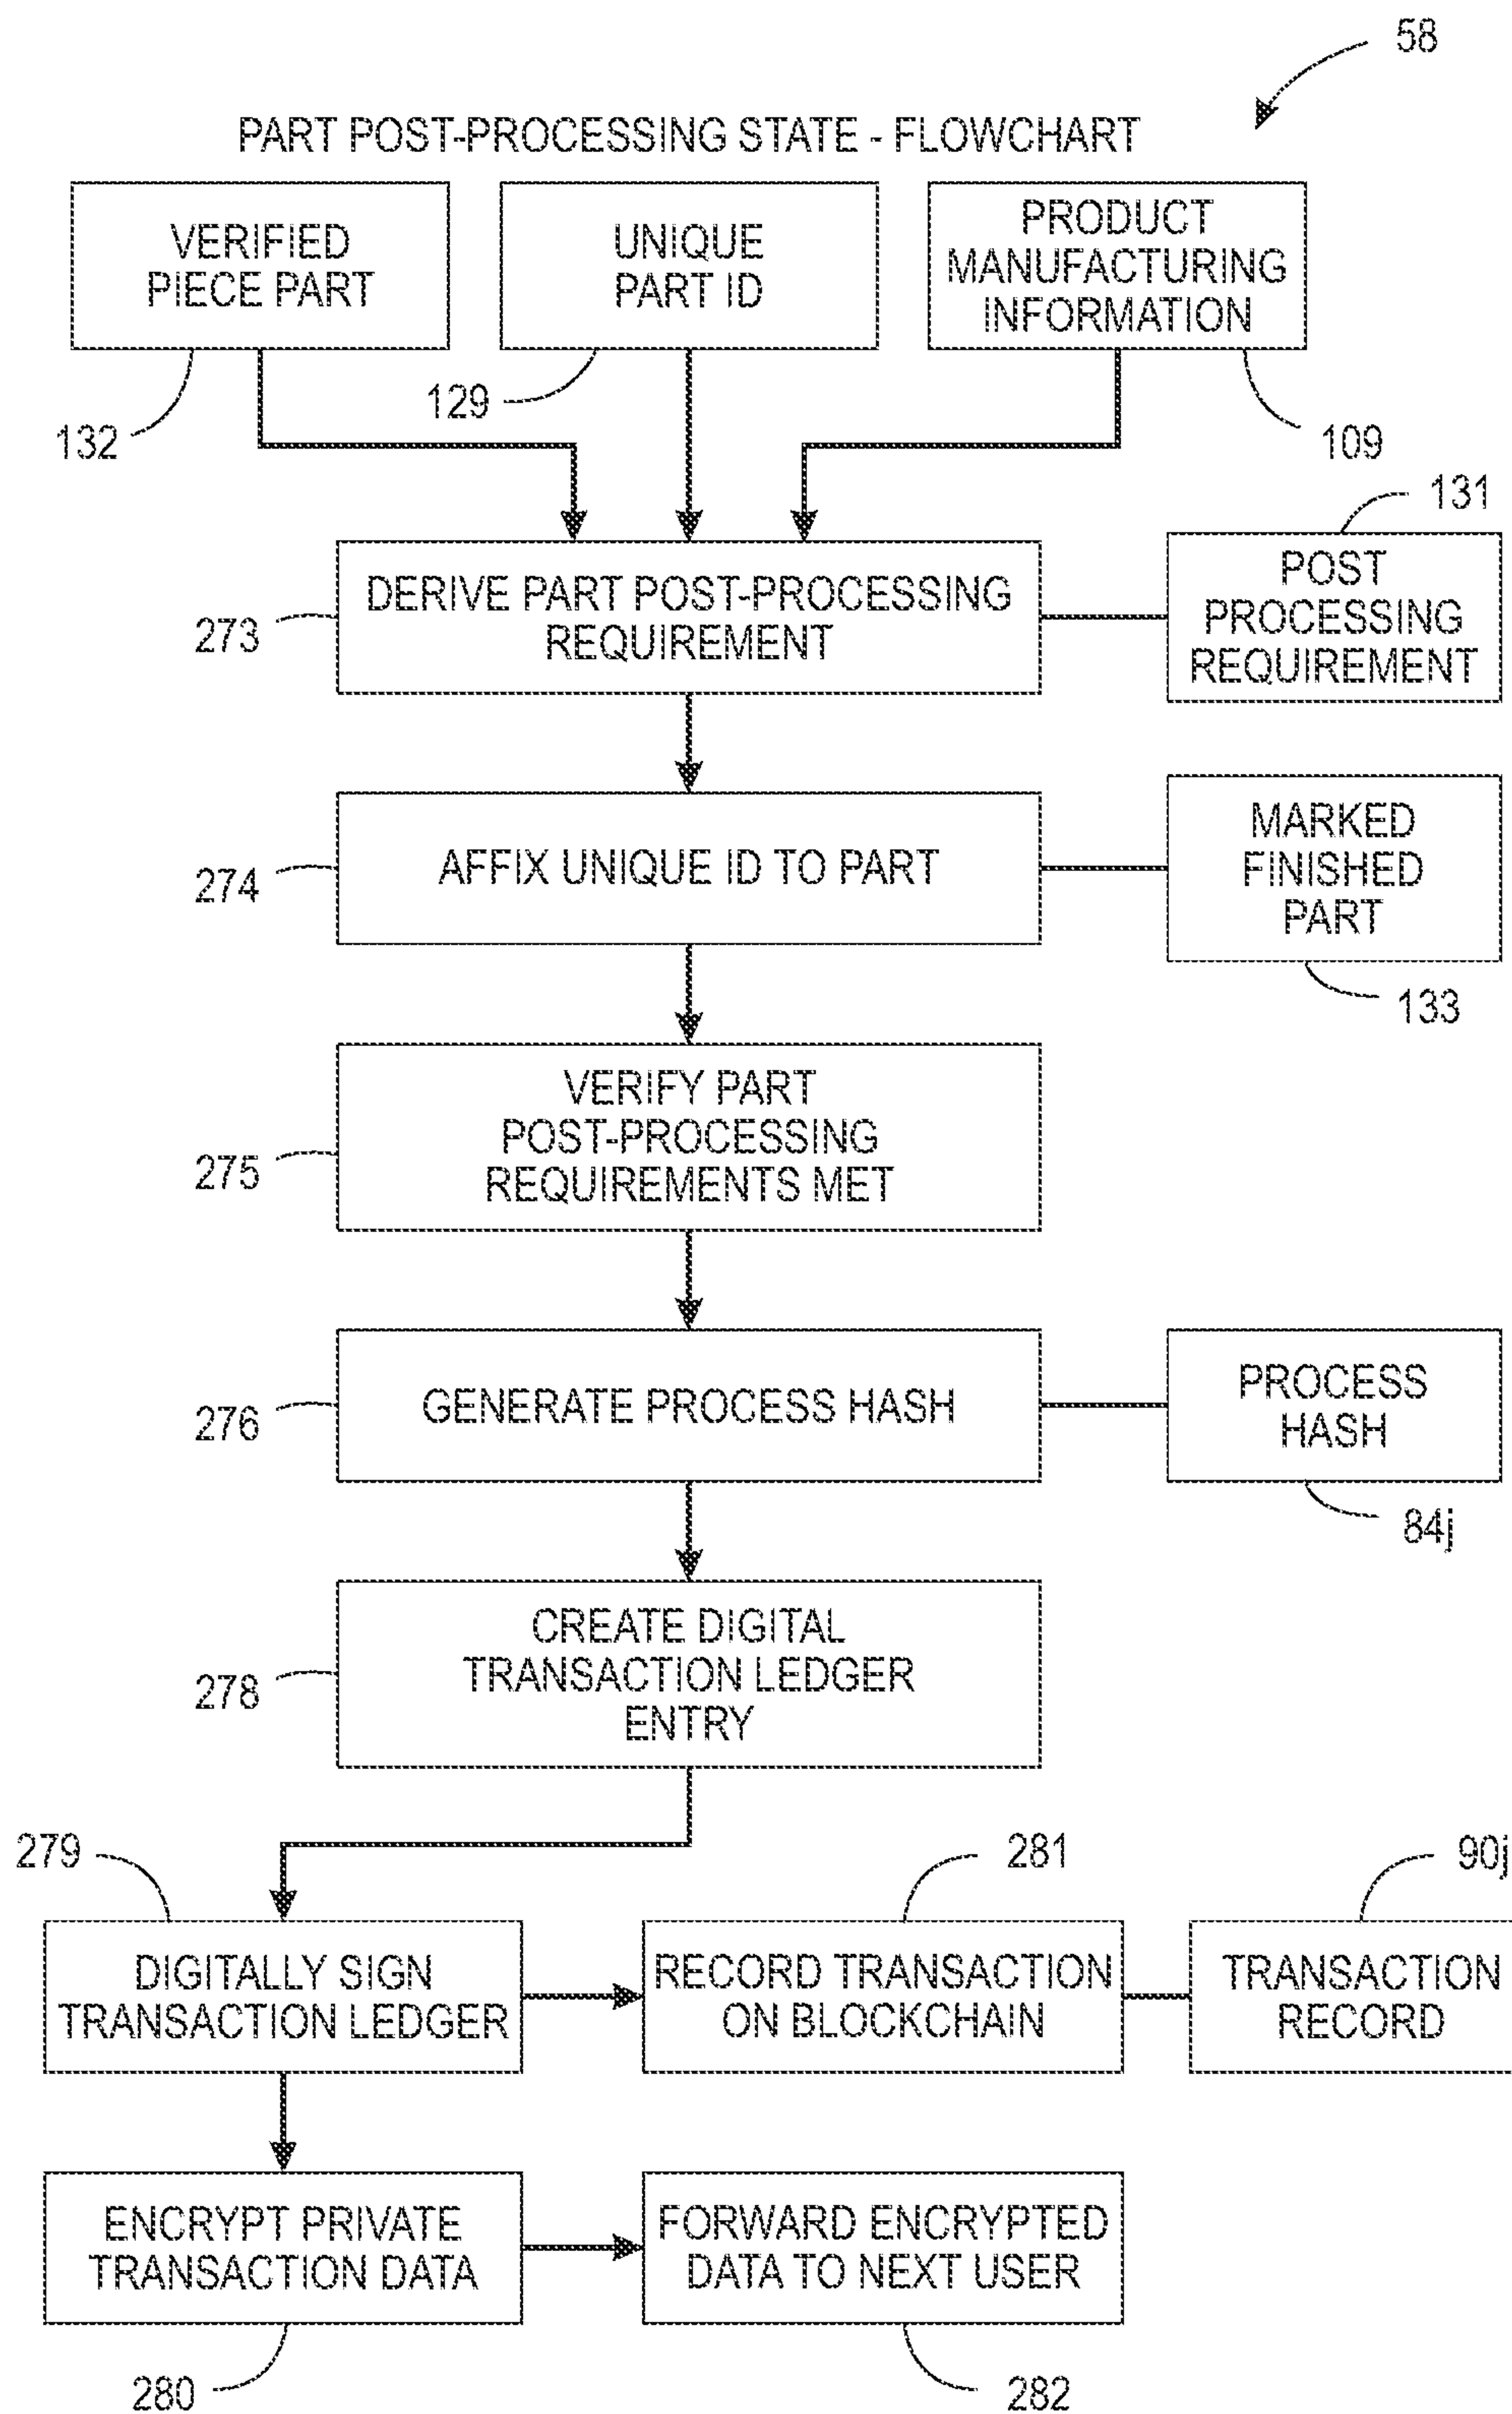 58
PART POST-PROCESSING STATE - FLOWCHART
VERIFIED
PIECE PART
UNIQUE
PART ID
PRODUCT
MANUFACTURING
INFORMATION
132
129
109
131
DERIVE PART POST-PROCESSING
REQUIREMENT
273
POST
PROCESSING
REQUIREMENT
AFFIX UNIQUE ID TO PART
274
MARKED
FINISHED
PART
133
VERIFY PART
POST-PROCESSING
REQUIREMENTS MET
275
GENERATE PROCESS HASH
276
PROCESS
HASH
84j
CREATE DIGITAL
TRANSACTION LEDGER
ENTRY
278
279
281
90j
DIGITALLY SIGN
TRANSACTION LEDGER
RECORD TRANSACTION
ON BLOCKCHAIN
TRANSACTION
RECORD
ENCRYPT PRIVATE
TRANSACTION DATA
FORWARD ENCRYPTED
DATA TO NEXT USER
280
282